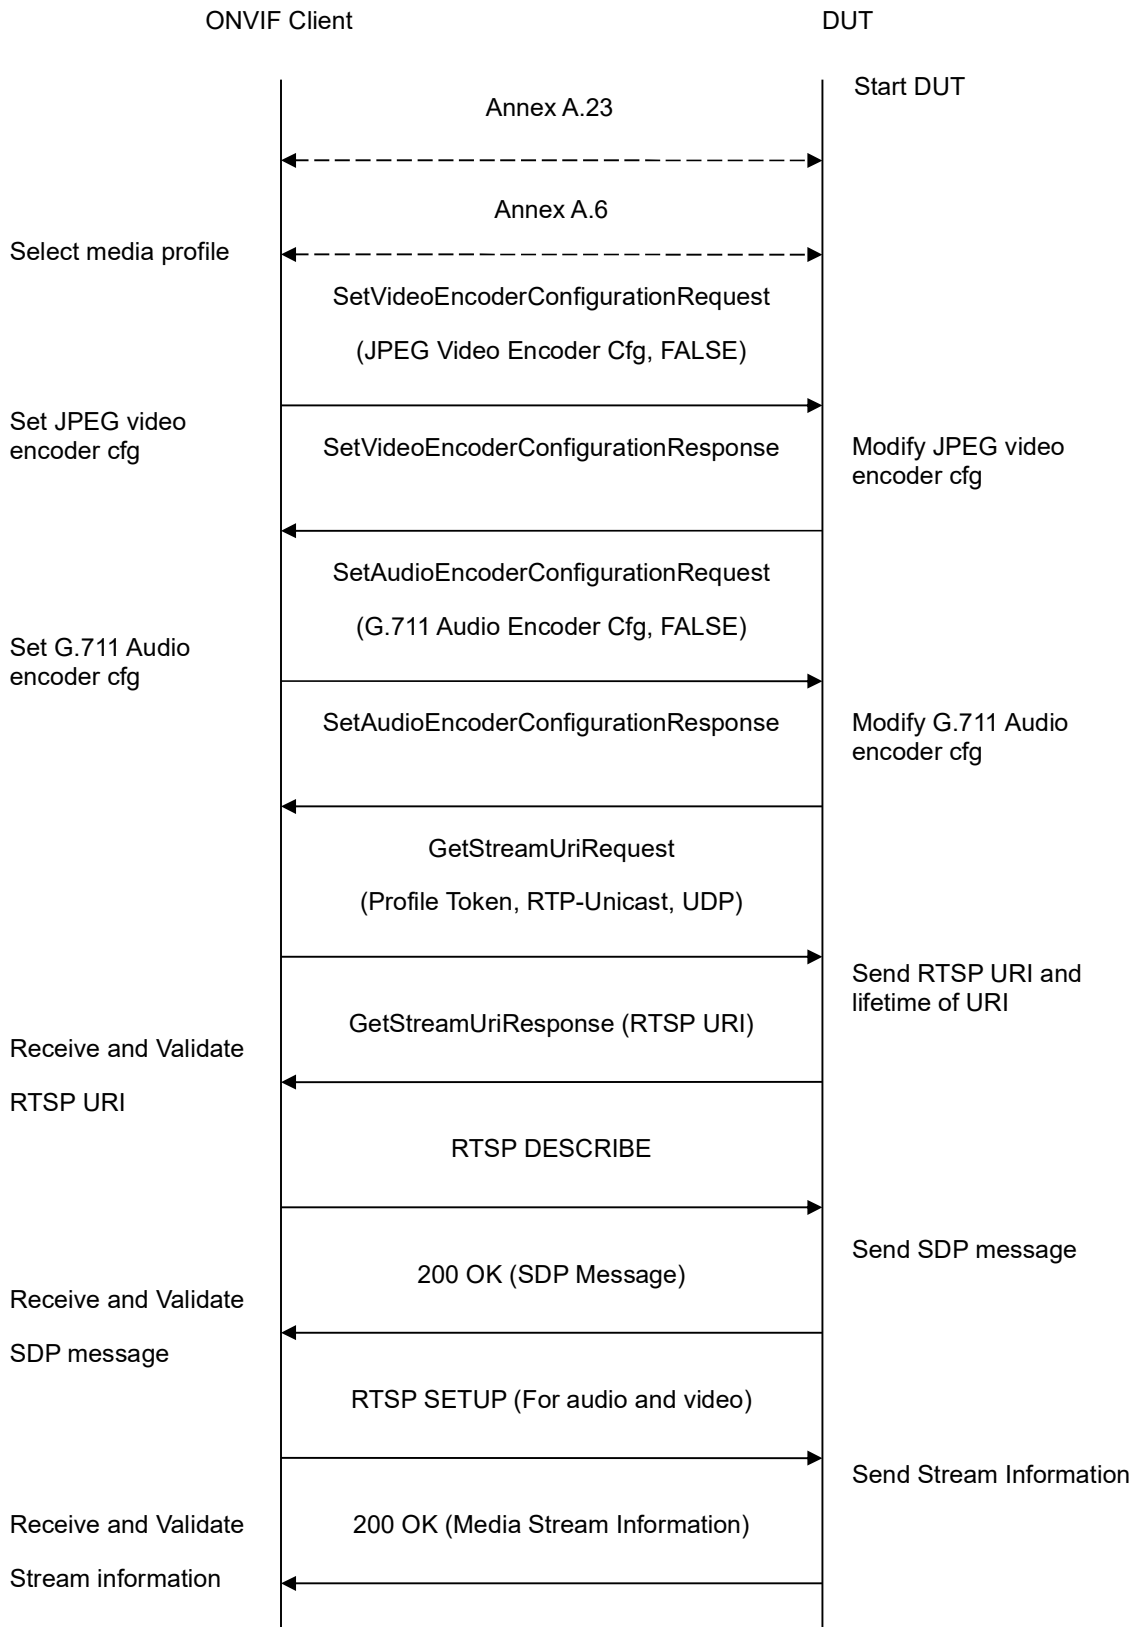 ONVIF Client
DUT
Start DUT
Annex A.23
Annex A.6
Select media profile
SetVideoEncoderConfigurationRequest
(JPEG Video Encoder Cfg, FALSE)
Set JPEG video
encoder cfg
SetVideoEncoderConfigurationResponse
Modify JPEG video
encoder cfg
SetAudioEncoderConfigurationRequest
(G.711 Audio Encoder Cfg, FALSE)
Set G.711 Audio
encoder cfg
SetAudioEncoderConfigurationResponse
Modify G.711 Audio
encoder cfg
GetStreamUriRequest
(Profile Token, RTP-Unicast, UDP)
Send RTSP URI and
lifetime of URI
GetStreamUriResponse (RTSP URI)
Receive and Validate
RTSP URI
RTSP DESCRIBE
Send SDP message
200 OK (SDP Message)
Receive and Validate
SDP message
RTSP SETUP (For audio and video)
Send Stream Information
200 OK (Media Stream Information)
Receive and Validate
Stream information